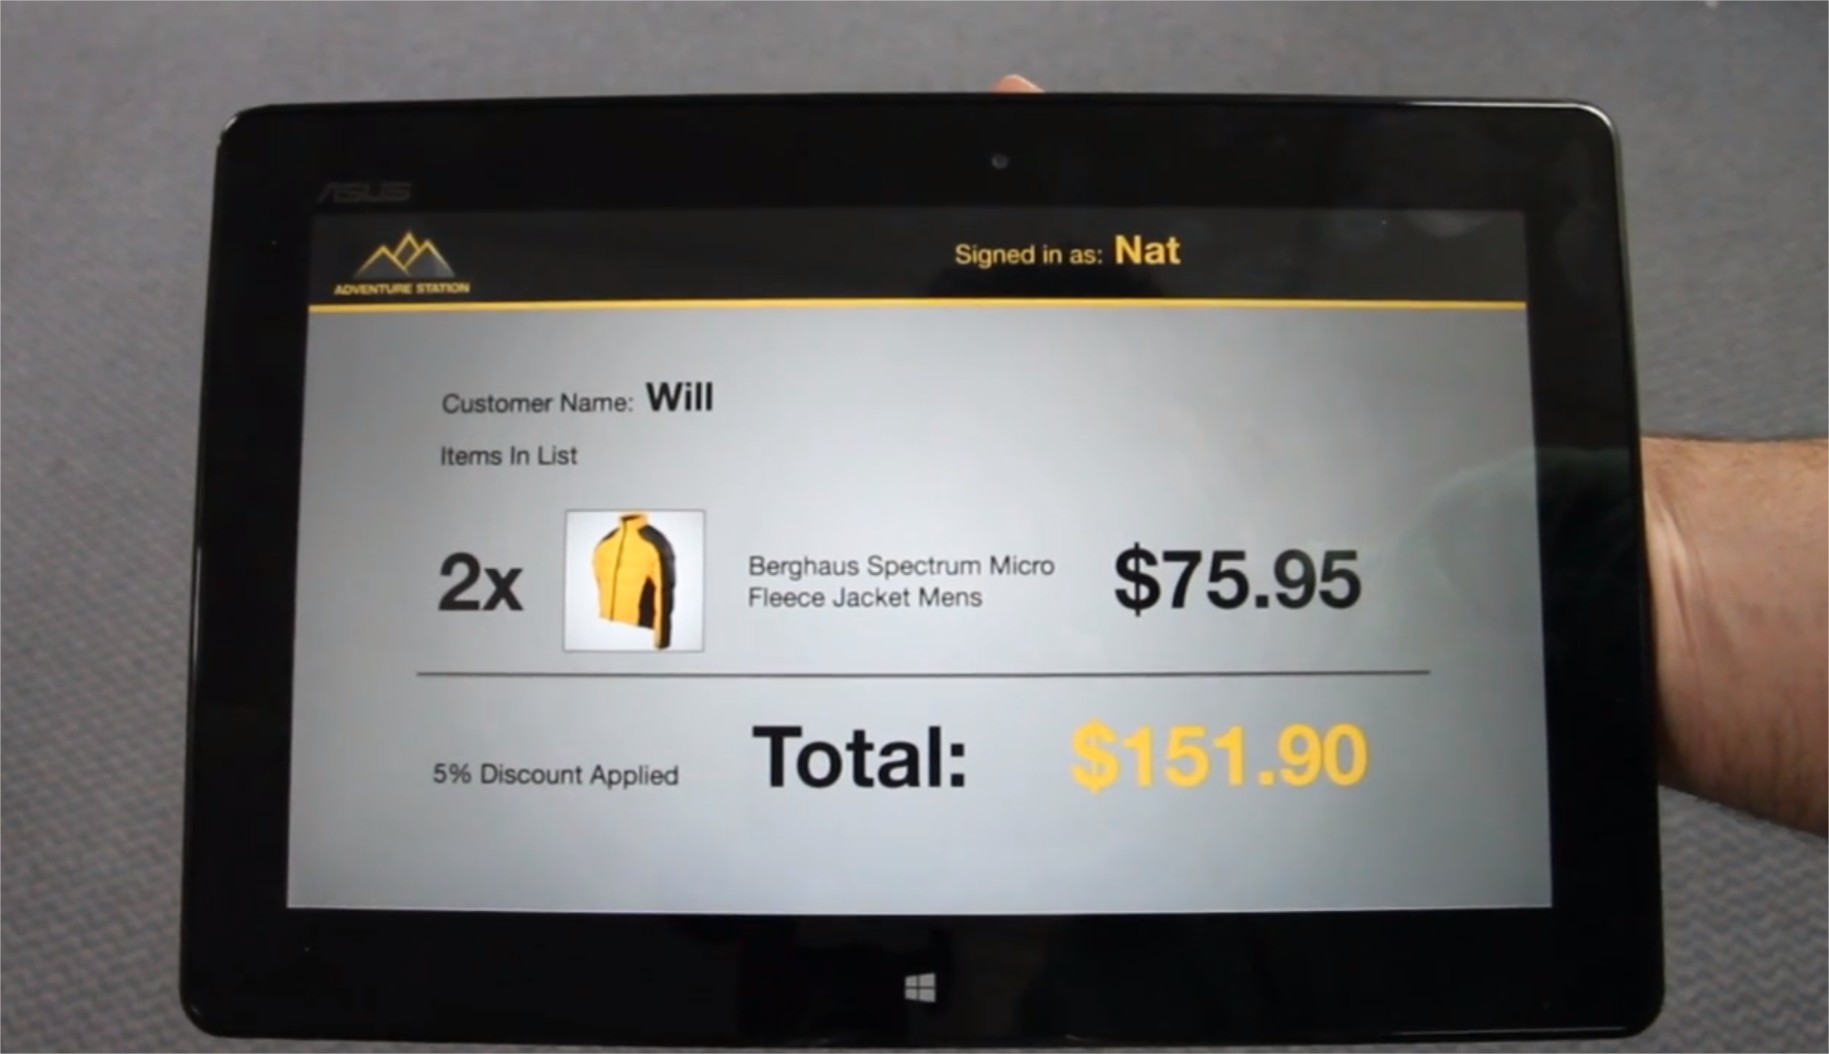 ASUS
ADVENTURE STATION
Signed in as: Nat
Customer Name: Will
Items In List
2x
Berghaus Spectrum Micro
Fleece Jacket Mens
$75.95
5% Discount Applied
Total: $151.90